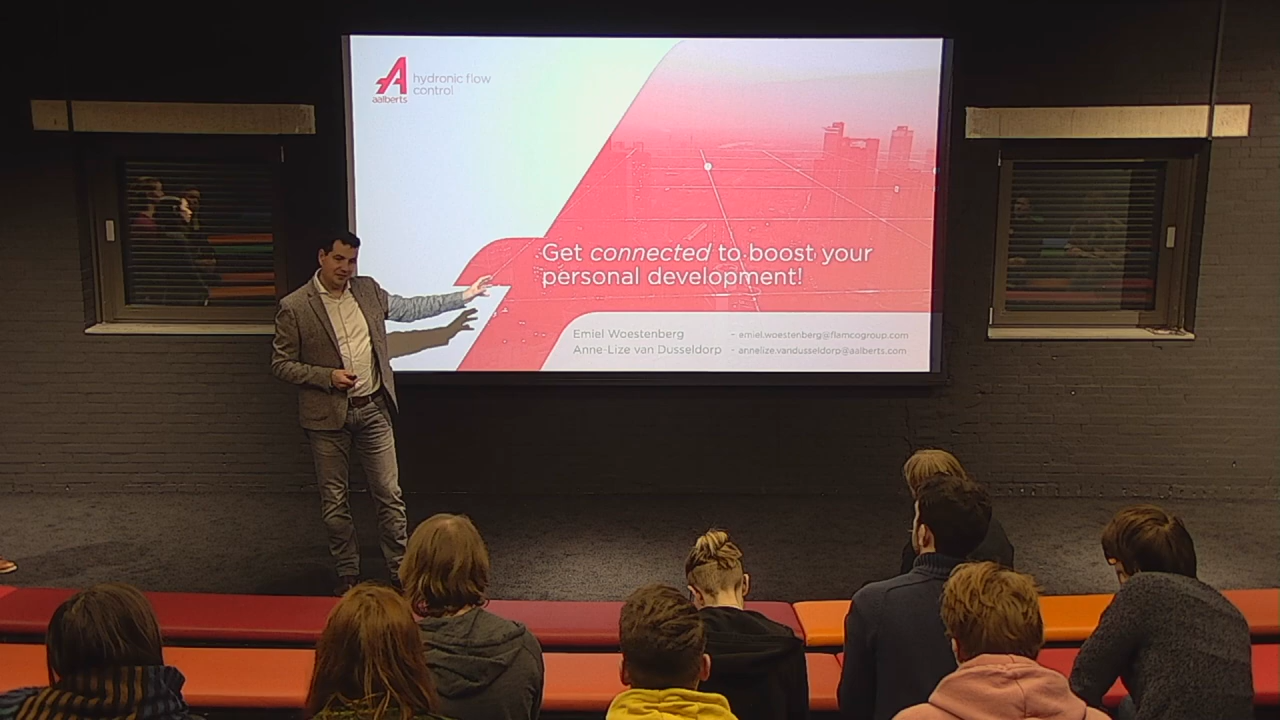 A
aalberts
hydronic flow
control
Get connected to boost your
personal development!
Emiel Woestenberg - emiel.woestenberg@flamcogroup.com
Anne-Lize van Dusseldorp - annelize.vandusseldorp@aalberts.com